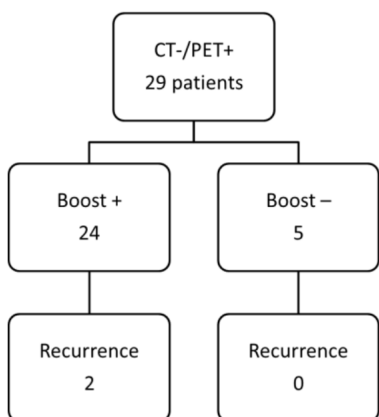 CT-/PET+
29 patients
Boost +
24
Boost –
5
Recurrence
2
Recurrence
0